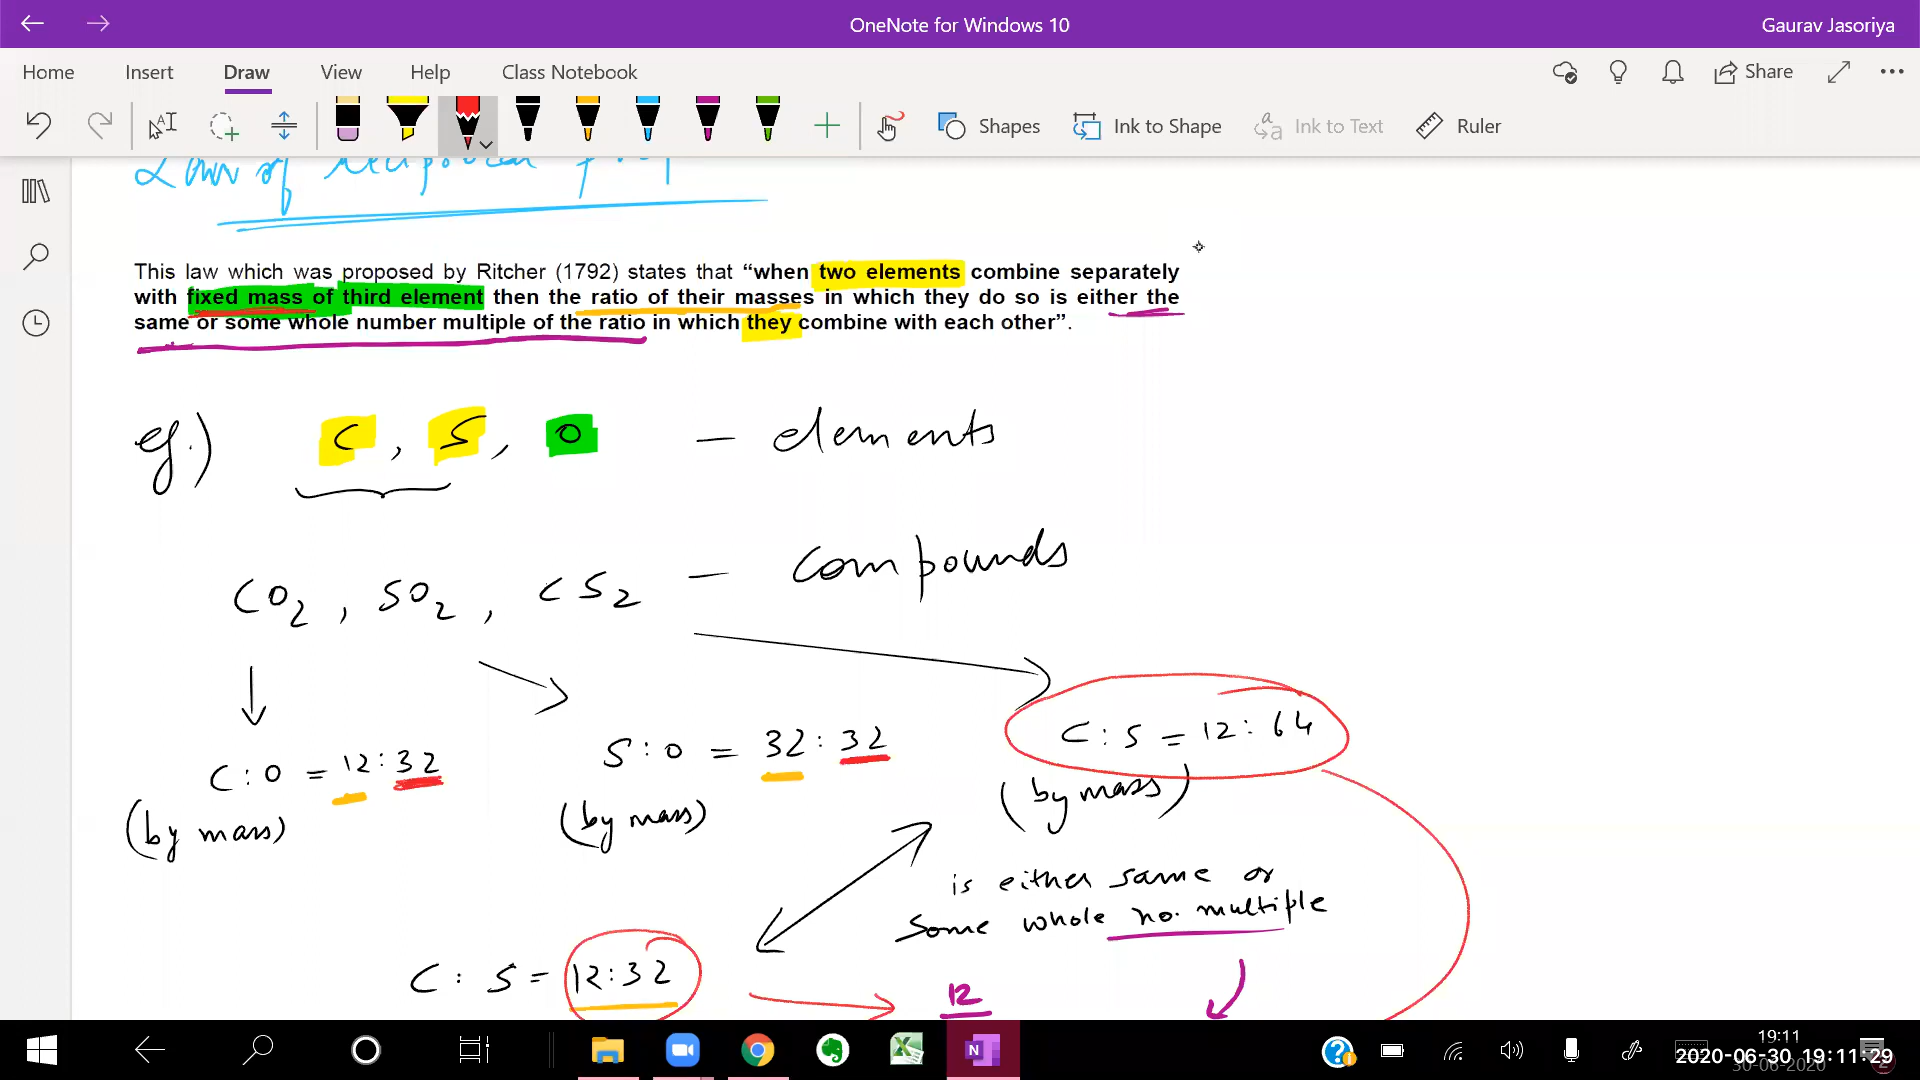 OneNote for Windows 10
Gaurav Jasoriya
Home Insert Draw View Help Class Notebook Share
Shapes Ink to Shape Ink to Text Ruler
Law of
This law which was proposed by Ritcher (1792) states that “when two elements combine separately
with fixed mass of third element then the ratio of their masses in which they do so is either the
same or some whole number multiple of the ratio in which they combine with each other”.
eg.) C , S , O – elements
CO2 , SO2 , CS2 – compounds
C : O = 12 : 32
(by mass)
S : O = 32 : 32
(by mass)
C : S = 12 : 64
(by mass)
is either same or
some whole no. multiple
C : S = 12 : 32
12
19:11
2020-06-30 19:11:29
30-06-2020